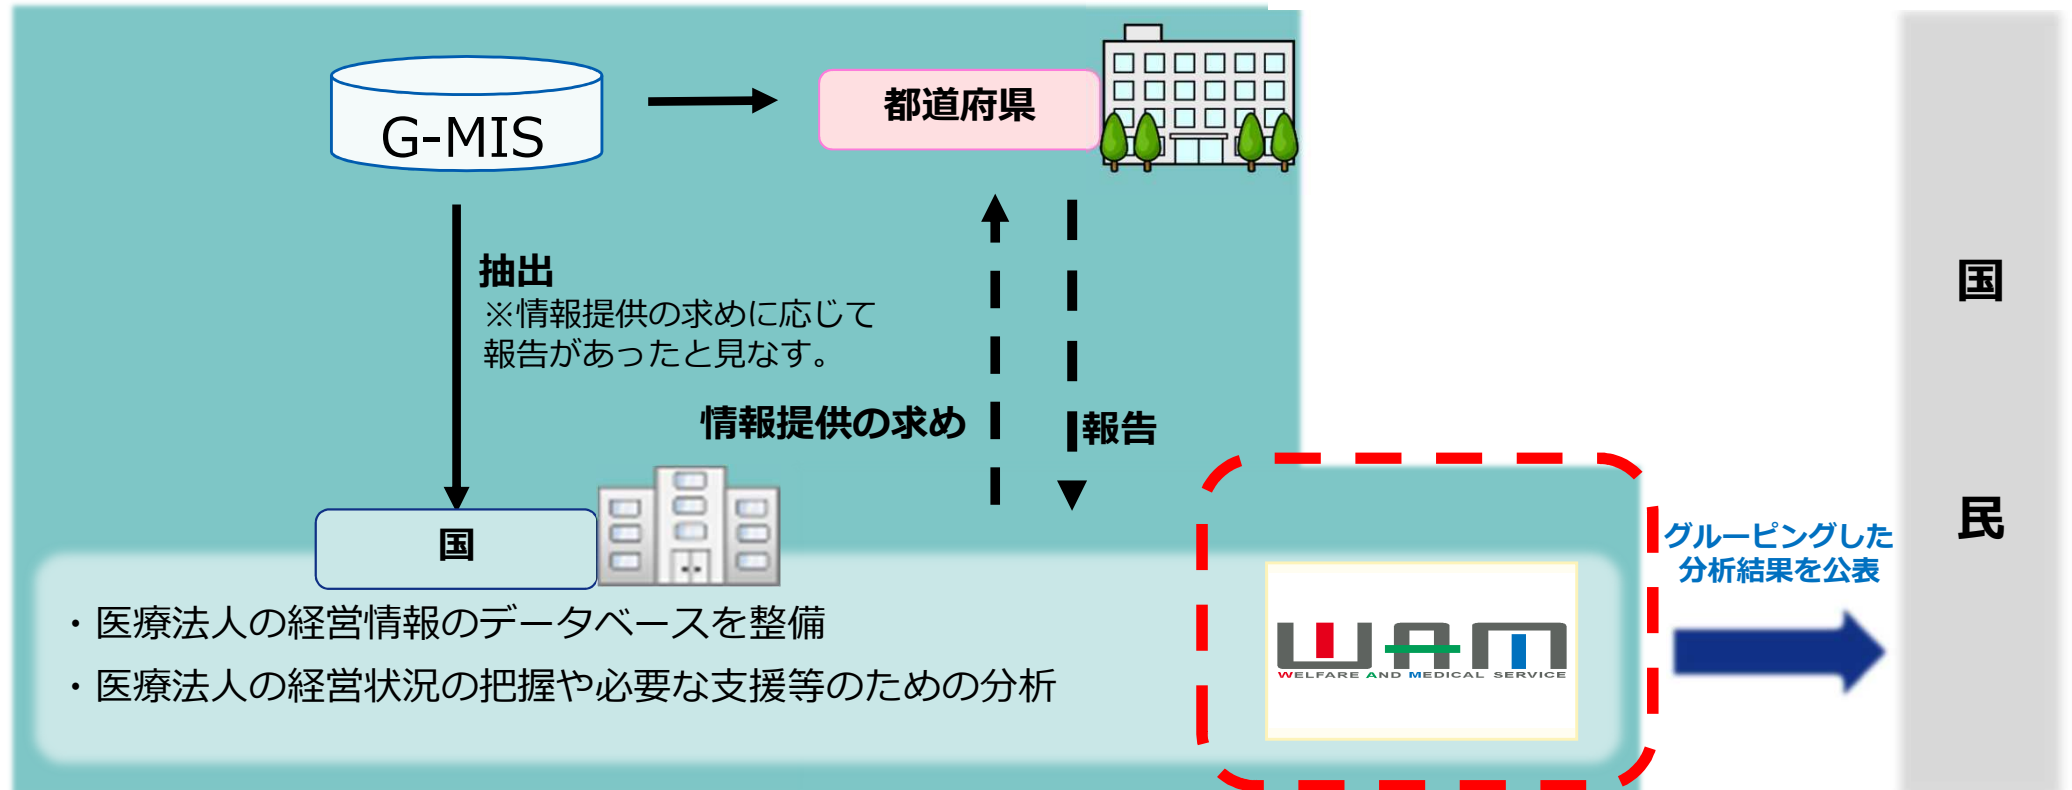 G-MIS
都道府県
抽出
※情報提供の求めに応じて
報告があったと見なす。
情報提供の求め
報告
国
・医療法人の経営情報のデータベースを整備
・医療法人の経営状況の把握や必要な支援等のための分析
WAM
WELFARE AND MEDICAL SERVICE
グルーピングした
分析結果を公表
国
民